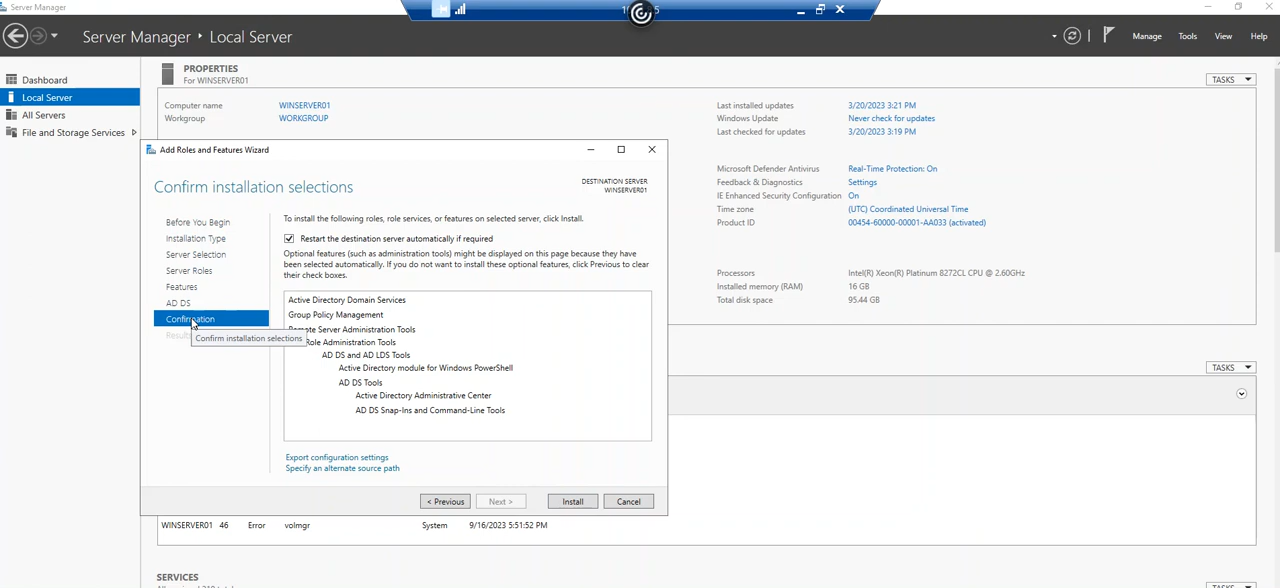 Server Manager
Server Manager ‣ Local Server
Manage Tools View Help
Dashboard
Local Server
All Servers
File and Storage Services
PROPERTIES
For WINSERVER01
TASKS
Computer name WINSERVER01
Workgroup WORKGROUP
Last installed updates 3/20/2023 3:21 PM
Windows Update Never check for updates
Last checked for updates 3/20/2023 3:19 PM
Microsoft Defender Antivirus Real-Time Protection: On
Feedback & Diagnostics Settings
IE Enhanced Security Configuration On
Time zone (UTC) Coordinated Universal Time
Product ID 00454-60000-00001-AA033 (activated)
Processors Intel(R) Xeon(R) Platinum 8272CL CPU @ 2.60GHz
Installed memory (RAM) 16 GB
Total disk space 95.44 GB
TASKS
Add Roles and Features Wizard
Confirm installation selections
DESTINATION SERVER
WINSERVER01
Before You Begin
Installation Type
Server Selection
Server Roles
Features
AD DS
Confirmation
Results
Confirm installation selections
To install the following roles, role services, or features on selected server, click Install.
Restart the destination server automatically if required
Optional features (such as administration tools) might be displayed on this page because they have
been selected automatically. If you do not want to install these optional features, click Previous to clear
their check boxes.
Active Directory Domain Services
Group Policy Management
Remote Server Administration Tools
Role Administration Tools
AD DS and AD LDS Tools
Active Directory module for Windows PowerShell
AD DS Tools
Active Directory Administrative Center
AD DS Snap-Ins and Command-Line Tools
Export configuration settings
Specify an alternate source path
< Previous Next > Install Cancel
WINSERVER01 46 Error volmgr System 9/16/2023 5:51:52 PM
SERVICES
TASKS